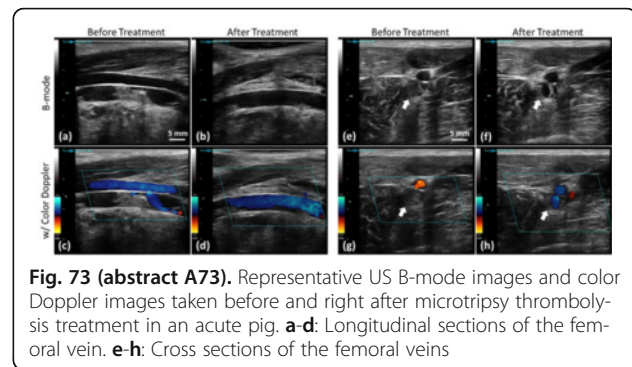 Before Treatment After Treatment Before Treatment After Treatment
B-mode
(a) 5 mm (b) (e) 5 mm (f)
w/ Color Doppler
(c) (d) (g) (h)
Fig. 73 (abstract A73). Representative US B-mode images and color
Doppler images taken before and right after microtripsy thromboly-
sis treatment in an acute pig. a-d: Longitudinal sections of the fem-
oral vein. e-h: Cross sections of the femoral veins